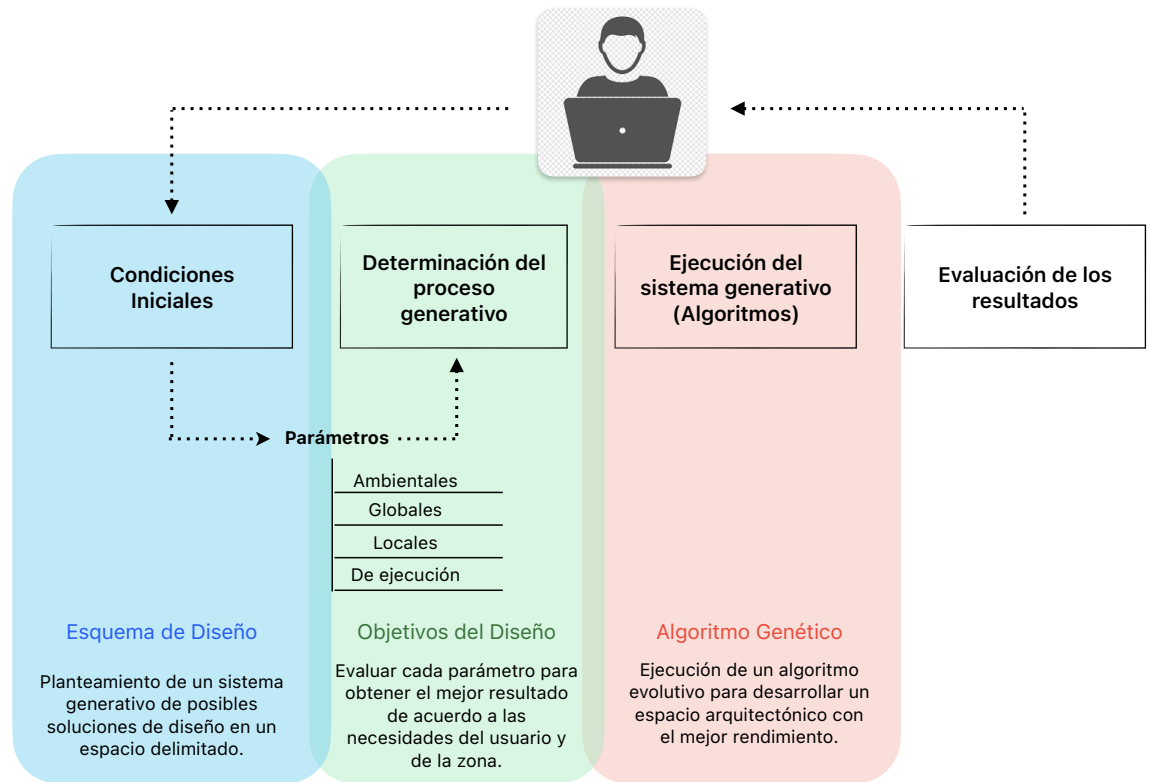 Condiciones
Iniciales
Determinación del
proceso
generativo
Ejecución del
sistema generativo
(Algoritmos)
Evaluación de los
resultados
Parámetros
Ambientales
Globales
Locales
De ejecución
Esquema de Diseño
Planteamiento de un sistema
generativo de posibles
soluciones de diseño en un
espacio delimitado.
Objetivos del Diseño
Evaluar cada parámetro para
obtener el mejor resultado
de acuerdo a las
necesidades del usuario y
de la zona.
Algoritmo Genético
Ejecución de un algoritmo
evolutivo para desarrollar un
espacio arquitectónico con
el mejor rendimiento.